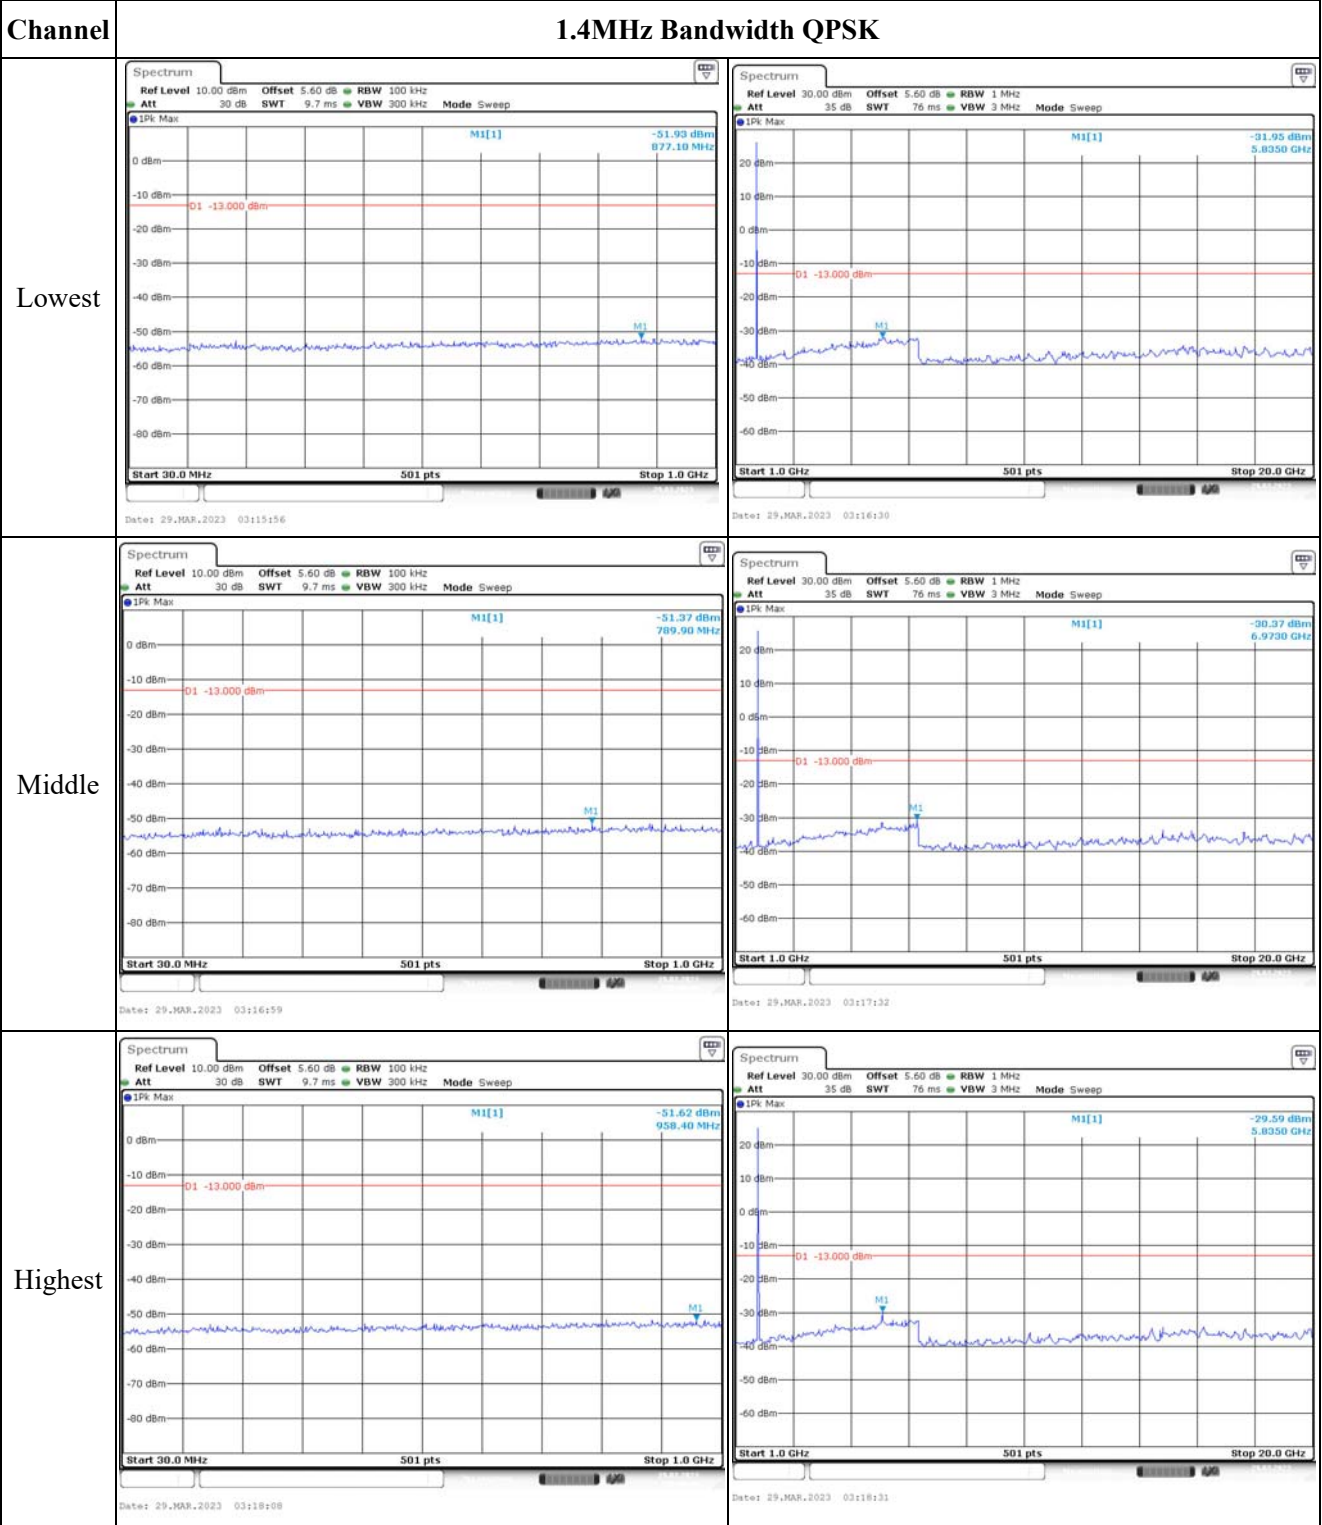 Channel
1.4MHz Bandwidth QPSK
Lowest
Spectrum
Ref Level 10.00 dBm Offset 5.60 dB RBW 100 kHz
Att 30 dB SWT 9.7 ms VBW 300 kHz Mode Sweep
1Pk Max
M1[1] -51.93 dBm
877.10 MHz
0 dBm
-10 dBm
D1 -13.000 dBm
-20 dBm
-30 dBm
-40 dBm
-50 dBm
M1
-60 dBm
-70 dBm
-80 dBm
Start 30.0 MHz 501 pts Stop 1.0 GHz
Date: 29.MAR.2023 03:15:56
Spectrum
Ref Level 30.00 dBm Offset 5.60 dB RBW 1 MHz
Att 35 dB SWT 76 ms VBW 3 MHz Mode Sweep
1Pk Max
M1[1] -31.95 dBm
5.8350 GHz
20 dBm
10 dBm
0 dBm
-10 dBm
D1 -13.000 dBm
-20 dBm
M1
-30 dBm
-40 dBm
-50 dBm
-60 dBm
Start 1.0 GHz 501 pts Stop 20.0 GHz
Date: 29.MAR.2023 03:16:30
Middle
Spectrum
Ref Level 10.00 dBm Offset 5.60 dB RBW 100 kHz
Att 30 dB SWT 9.7 ms VBW 300 kHz Mode Sweep
1Pk Max
M1[1] -51.37 dBm
789.90 MHz
0 dBm
-10 dBm
D1 -13.000 dBm
-20 dBm
-30 dBm
-40 dBm
M1
-50 dBm
-60 dBm
-70 dBm
-80 dBm
Start 30.0 MHz 501 pts Stop 1.0 GHz
Date: 29.MAR.2023 03:16:59
Spectrum
Ref Level 30.00 dBm Offset 5.60 dB RBW 1 MHz
Att 35 dB SWT 76 ms VBW 3 MHz Mode Sweep
1Pk Max
M1[1] -30.37 dBm
6.9730 GHz
20 dBm
10 dBm
0 dBm
-10 dBm
D1 -13.000 dBm
-20 dBm
M1
-30 dBm
-40 dBm
-50 dBm
-60 dBm
Start 1.0 GHz 501 pts Stop 20.0 GHz
Date: 29.MAR.2023 03:17:32
Highest
Spectrum
Ref Level 10.00 dBm Offset 5.60 dB RBW 100 kHz
Att 30 dB SWT 9.7 ms VBW 300 kHz Mode Sweep
1Pk Max
M1[1] -51.62 dBm
958.40 MHz
0 dBm
-10 dBm
D1 -13.000 dBm
-20 dBm
-30 dBm
-40 dBm
M1
-50 dBm
-60 dBm
-70 dBm
-80 dBm
Start 30.0 MHz 501 pts Stop 1.0 GHz
Date: 29.MAR.2023 03:18:08
Spectrum
Ref Level 30.00 dBm Offset 5.60 dB RBW 1 MHz
Att 35 dB SWT 76 ms VBW 3 MHz Mode Sweep
1Pk Max
M1[1] -29.59 dBm
5.8350 GHz
20 dBm
10 dBm
0 dBm
-10 dBm
D1 -13.000 dBm
-20 dBm
M1
-30 dBm
-40 dBm
-50 dBm
-60 dBm
Start 1.0 GHz 501 pts Stop 20.0 GHz
Date: 29.MAR.2023 03:18:31